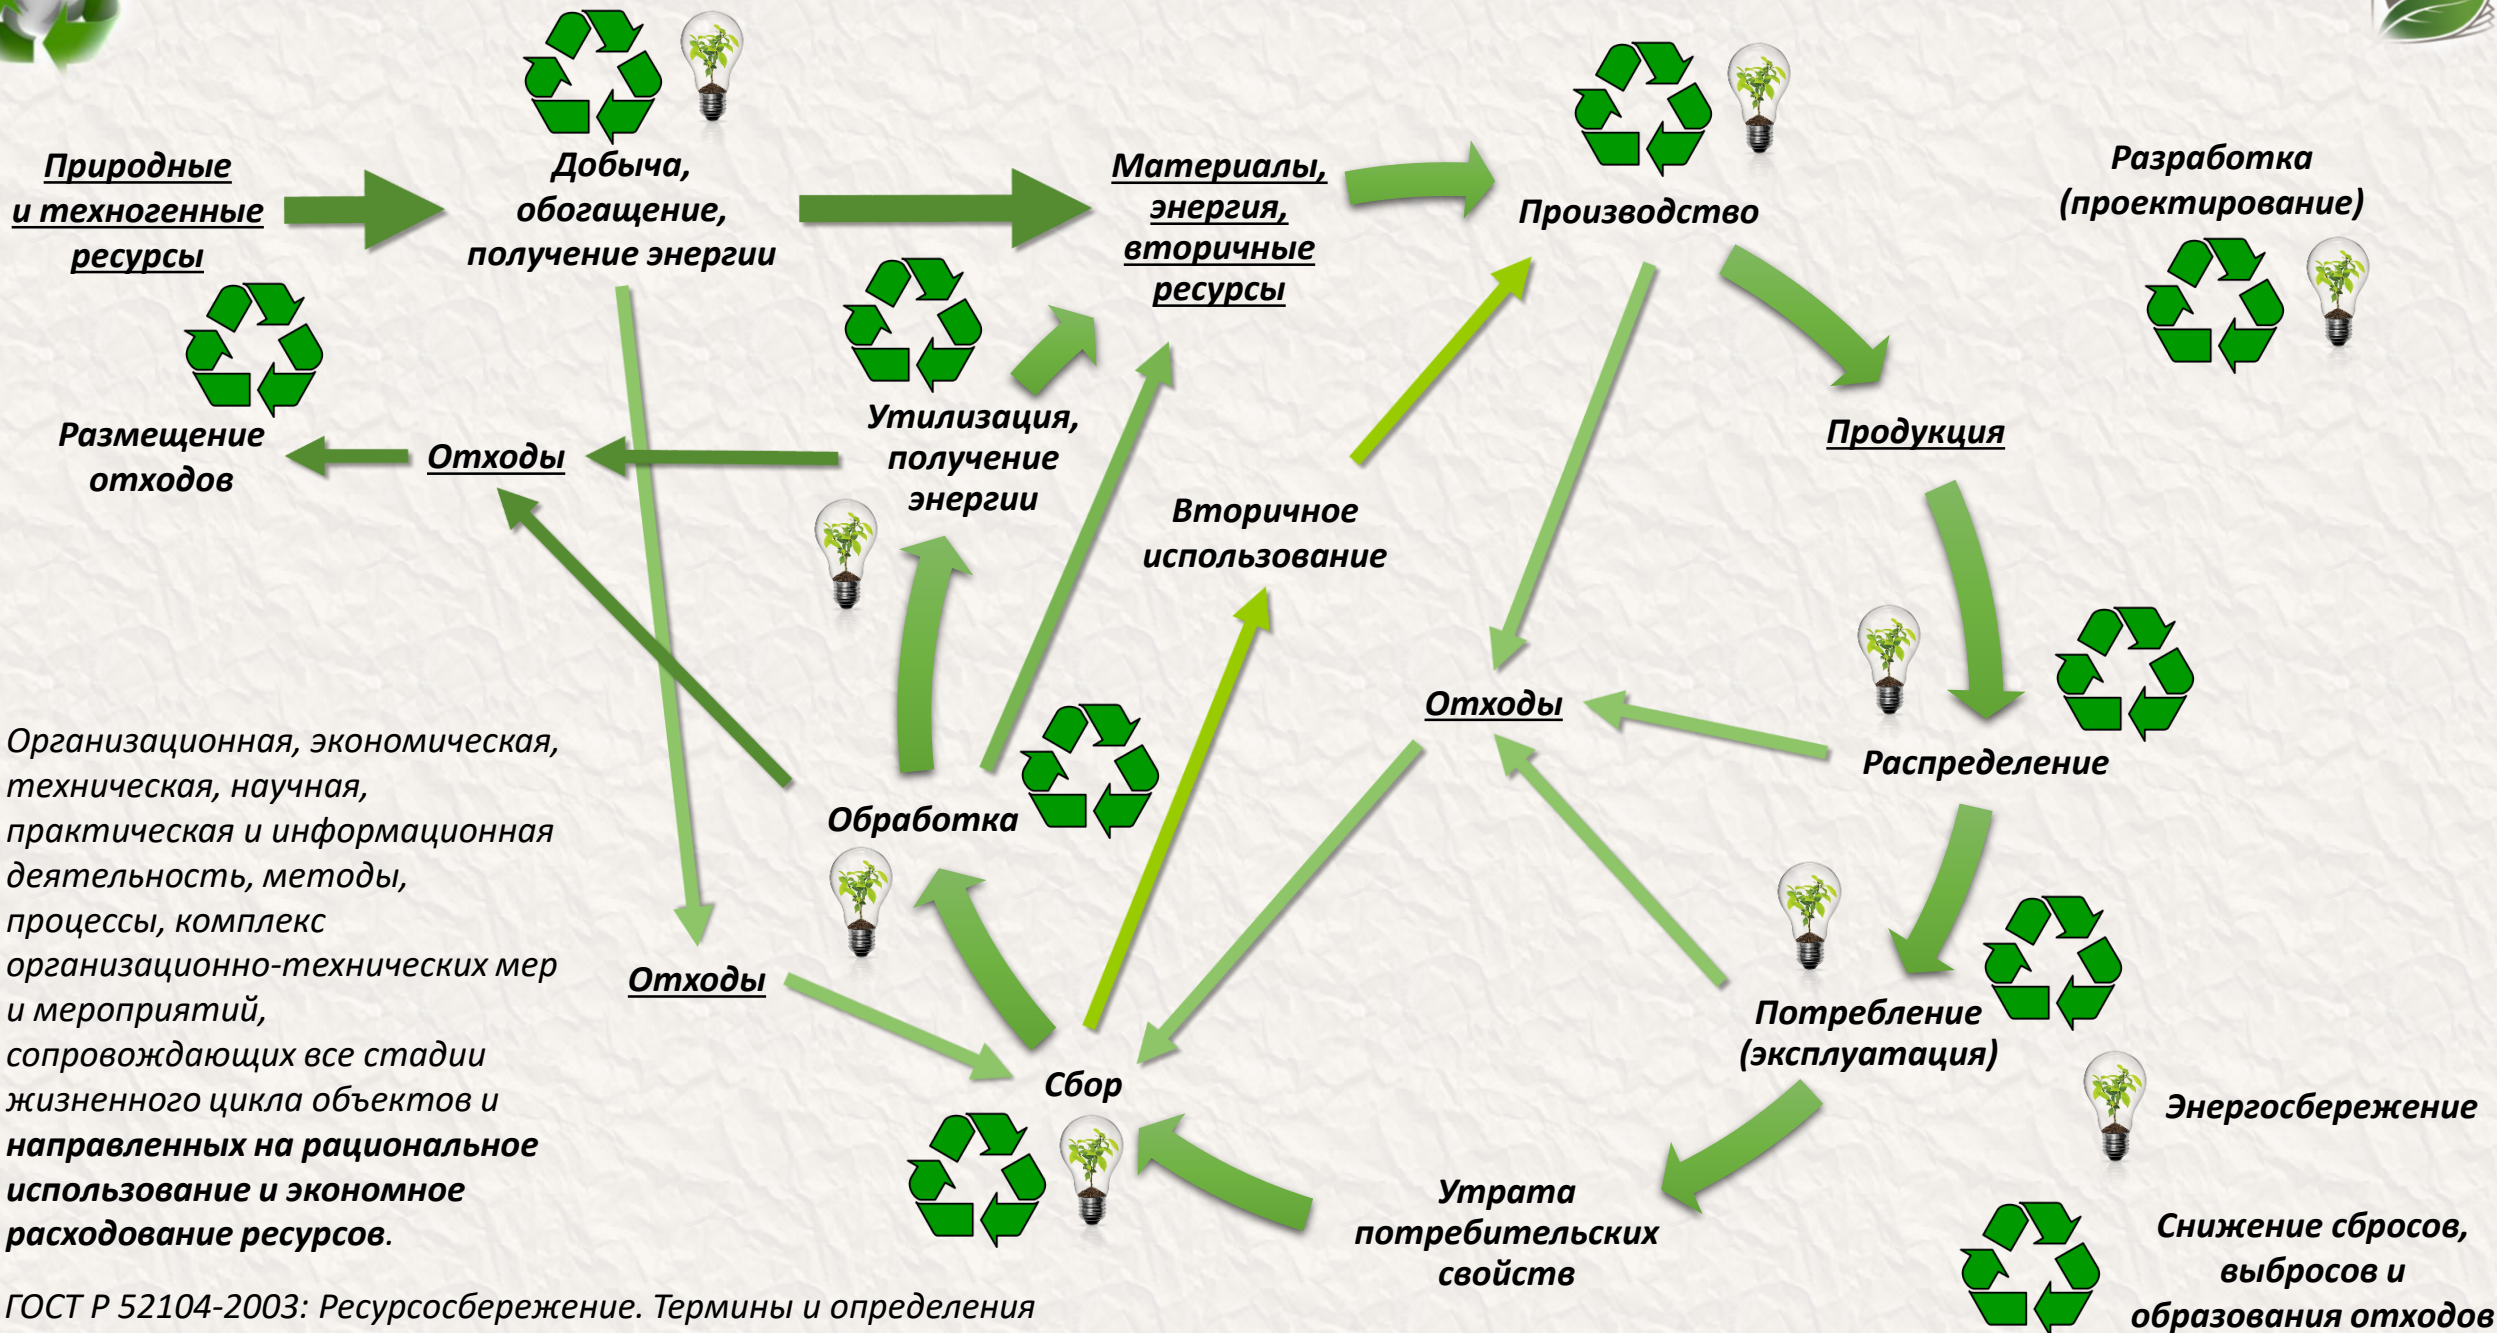 Природные
и техногенные
ресурсы
Добыча,
обогащение,
получение энергии
Материалы,
энергия,
вторичные
ресурсы
Производство
Разработка
(проектирование)
Размещение
отходов
Отходы
Утилизация,
получение
энергии
Вторичное
использование
Продукция
Отходы
Распределение
Обработка
Отходы
Сбор
Потребление
(эксплуатация)
Утрата
потребительских
свойств
Энергосбережение
Снижение сбросов,
выбросов и
образования отходов
Организационная, экономическая,
техническая, научная,
практическая и информационная
деятельность, методы,
процессы, комплекс
организационно-технических мер
и мероприятий,
сопровождающих все стадии
жизненного цикла объектов и
направленных на рациональное
использование и экономное
расходование ресурсов.
ГОСТ Р 52104-2003: Ресурсосбережение. Термины и определения